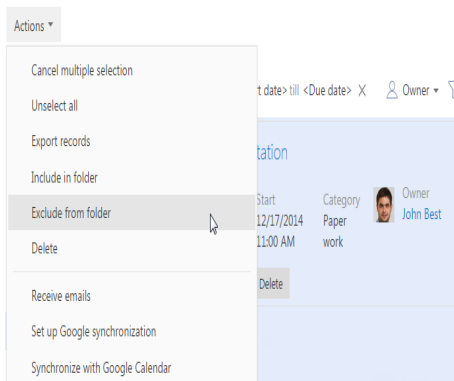 Actions
Cancel multiple selection
Unselect all
t date> till <Due date> Owner
Export records
tation
Include in folder
Start Category Owner
Exclude from folder
12/17/2014 Paper John Best
11:00 AM work
Delete
Delete
Receive emails
Set up Google synchronization
Synchronize with Google Calendar